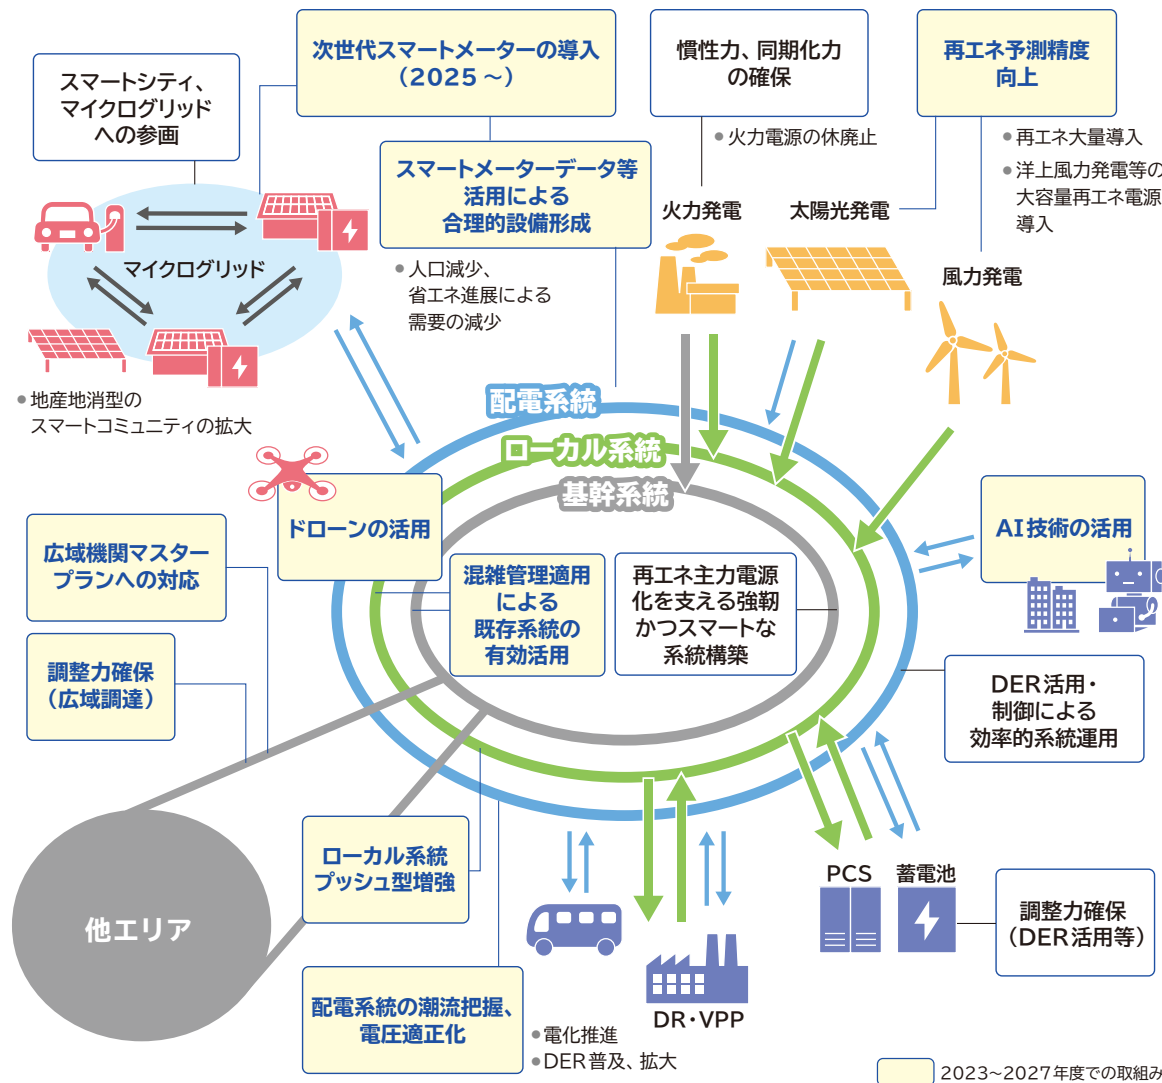 次世代スマートメーターの導入
（2025～）
慣性力、同期化力
の確保
再エネ予測精度
向上
スマートシティ、
マイクログリッド
への参画
●火力電源の休廃止
●再エネ大量導入
●洋上風力発電等の
大容量再エネ電源
導入
スマートメーターデータ等
活用による
合理的設備形成
火力発電
太陽光発電
風力発電
マイクログリッド
●人口減少、
省エネ進展による
需要の減少
●地産地消型の
スマートコミュニティの拡大
配電系統
ローカル系統
基幹系統
ドローンの活用
AI技術の活用
広域機関マスター
プランへの対応
混雑管理適用
による
既存系統の
有効活用
再エネ主力電源
化を支える強靭
かつスマートな
系統構築
調整力確保
（広域調達）
DER活用・
制御による
効率的系統運用
ローカル系統
プッシュ型増強
PCS
蓄電池
調整力確保
（DER活用等）
他エリア
配電系統の潮流把握、
電圧適正化
DR・VPP
●電化推進
●DER普及、拡大
2023~2027年度での取組み